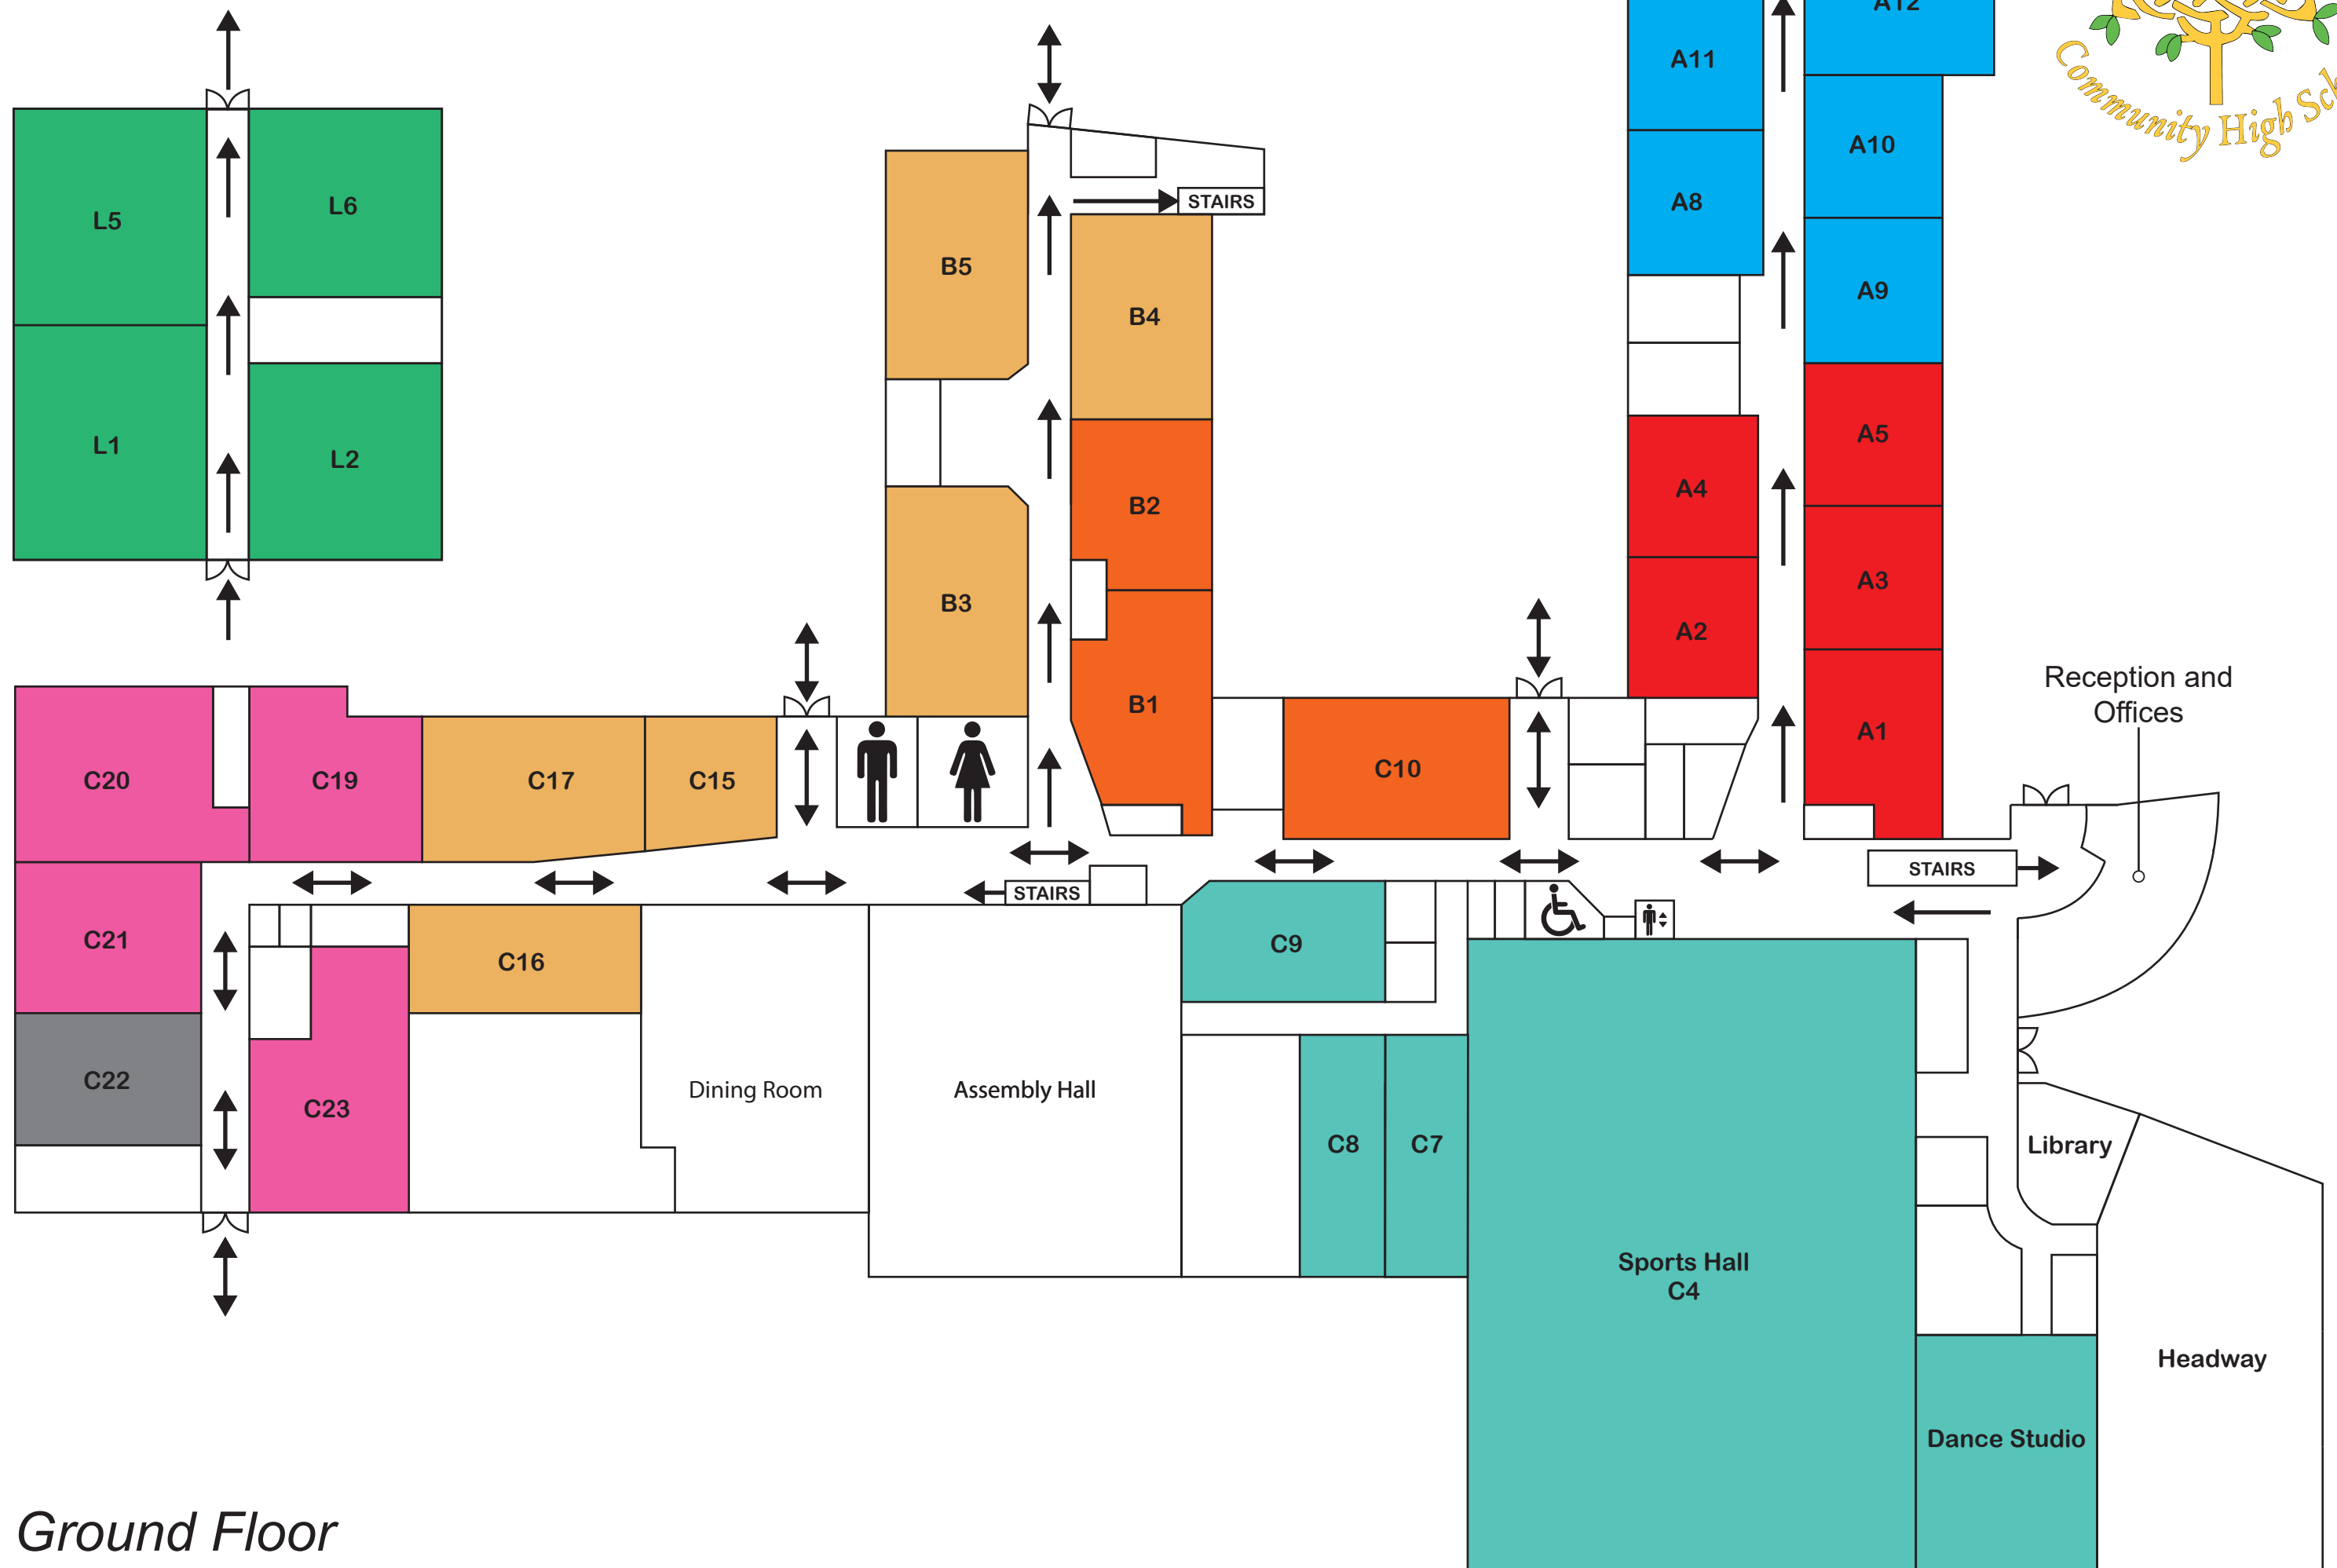 A12
Community High Sch
A11
A10
A8
L5
L6
STAIRS
B5
A9
B4
A5
L1
L2
A4
B2
B3
A3
A2
Reception and
Offices
B1
A1
C20
C19
C17
C15
C10
STAIRS
STAIRS
C21
C16
C9
C22
C23
Dining Room
Assembly Hall
C8
C7
Library
Sports Hall
C4
Headway
Dance Studio
Ground Floor